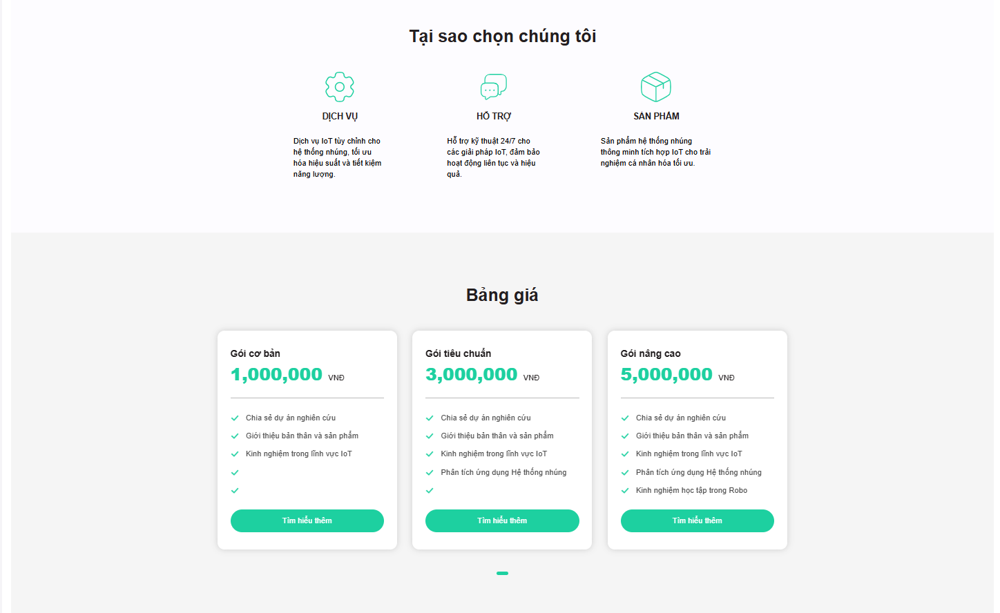 Tại sao chọn chúng tôi
DỊCH VỤ
HỖ TRỢ
SẢN PHẨM
Dịch vụ IoT tùy chỉnh cho
hệ thống nhúng, tối ưu
hóa hiệu suất và tiết kiệm
năng lượng.
Hỗ trợ kỹ thuật 24/7 cho
các giải pháp IoT, đảm bảo
hoạt động liên tục và hiệu
quả.
Sản phẩm hệ thống nhúng
thông minh tích hợp IoT cho trải
nghiệm cá nhân hóa tối ưu.
Bảng giá
Gói cơ bản
1,000,000 VNĐ
Chia sẻ dự án nghiên cứu
Giới thiệu bản thân và sản phẩm
Kinh nghiệm trong lĩnh vực IoT
Tìm hiểu thêm
Gói tiêu chuẩn
3,000,000 VNĐ
Chia sẻ dự án nghiên cứu
Giới thiệu bản thân và sản phẩm
Kinh nghiệm trong lĩnh vực IoT
Phân tích ứng dụng Hệ thống nhúng
Tìm hiểu thêm
Gói nâng cao
5,000,000 VNĐ
Chia sẻ dự án nghiên cứu
Giới thiệu bản thân và sản phẩm
Kinh nghiệm trong lĩnh vực IoT
Phân tích ứng dụng Hệ thống nhúng
Kinh nghiệm học tập trong Robo
Tìm hiểu thêm